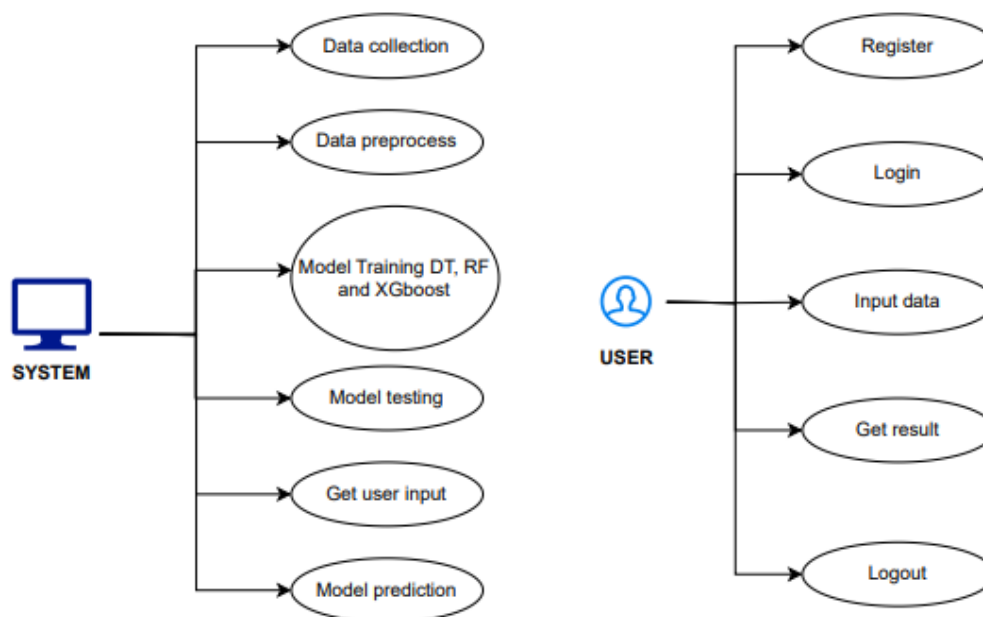 Data collection
Data preprocess
Model Training DT, RF
and XGboost
SYSTEM
Model testing
Get user input
Model prediction
Register
Login
Input data
USER
Get result
Logout